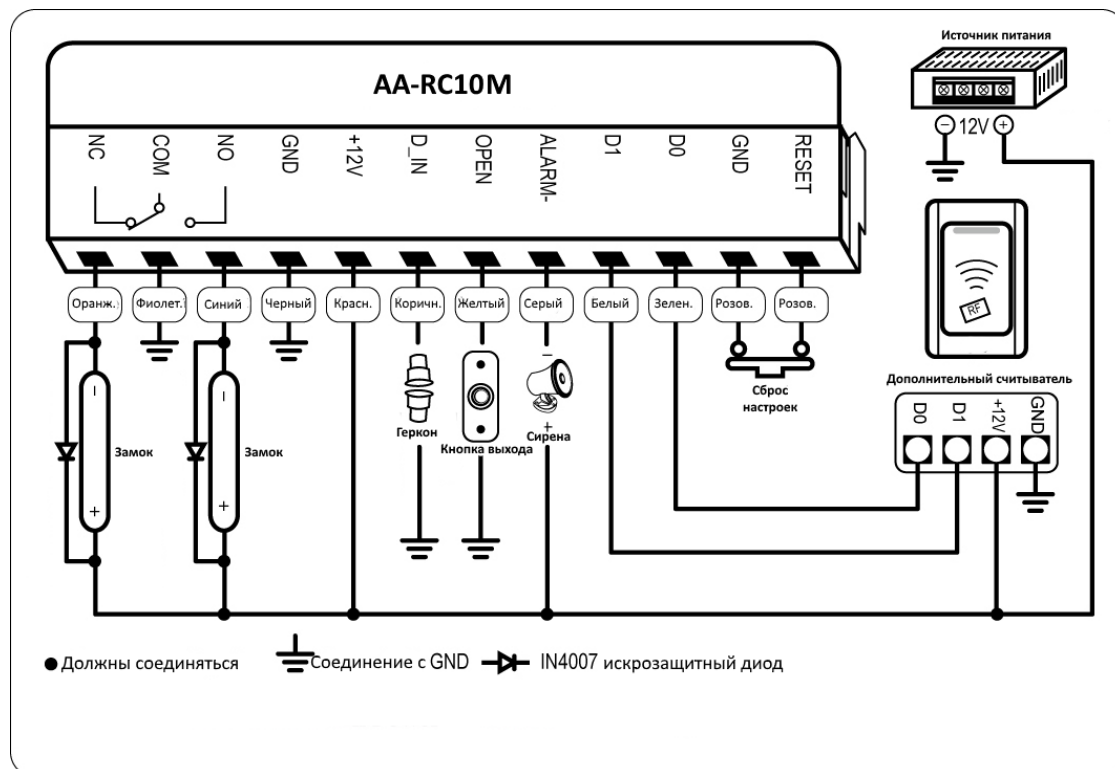 Источник питания
AA-RC10M
12V
NC COM NO GND +12V D_IN OPEN ALARM- D1 D0 GND RESET
Оранж. Фиолет. Синий Черный Красн. Коричн. Желтый Серый Белый Зелен. Розов. Розов.
RF
Дополнительный считыватель
D0 D1 +12V GND
Сброс
настроек
Замок
Замок
Геркон
Кнопка выхода
Сирена
● Должны соединяться
Соединение с GND
IN4007 искрозащитный диод